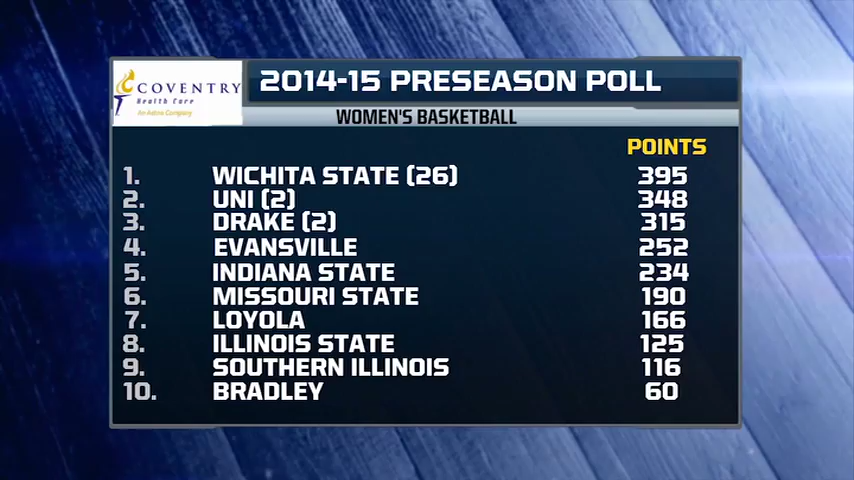 COVENTRY
Health Care
An Aetna Company
2014-15 PRESEASON POLL
WOMEN'S BASKETBALL
POINTS
1. WICHITA STATE (26) 395
2. UNI (2) 348
3. DRAKE (2) 315
4. EVANSVILLE 252
5. INDIANA STATE 234
6. MISSOURI STATE 190
7. LOYOLA 166
8. ILLINOIS STATE 125
9. SOUTHERN ILLINOIS 116
10. BRADLEY 60